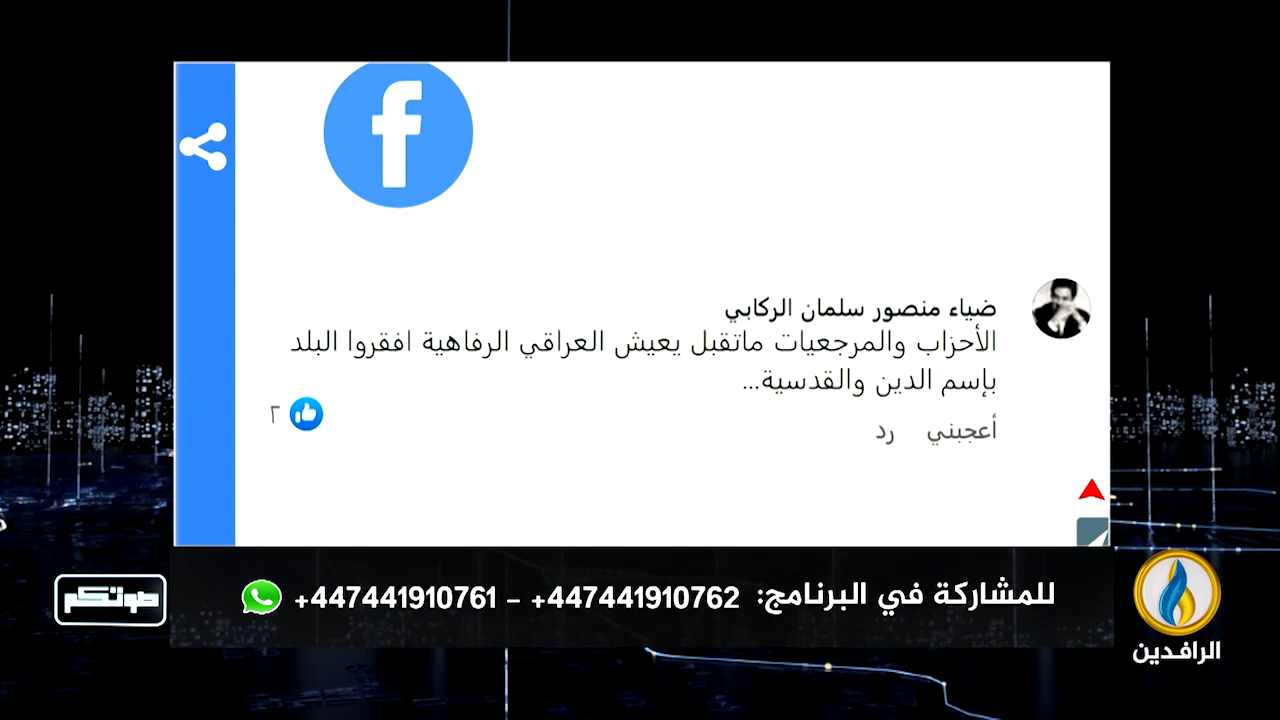 f
ضياء منصور سلمان الركابي
الأحزاب والمرجعيات ماتقبل يعيش العراقي الرفاهية افقروا البلد
بإسم الدين والقدسية...
أعجبني رد
٢
للمشاركة في البرنامج: 447441910762+ – 447441910761+
صوتكم
الرافدين